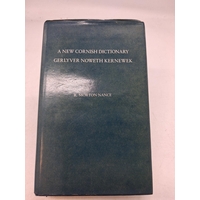 A NEW CORNISH DICTIONARY
GERLYVER NOWETH KERNEWEK
R. MORTON NANCE